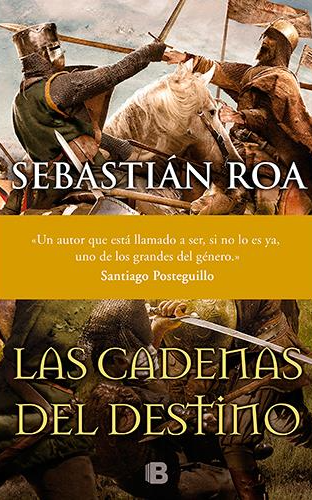 SEBASTIÁN ROA
«Un autor que está llamado a ser, si no lo es ya,
uno de los grandes del género.»
Santiago Posteguillo
LAS CADENAS
DEL DESTINO
B